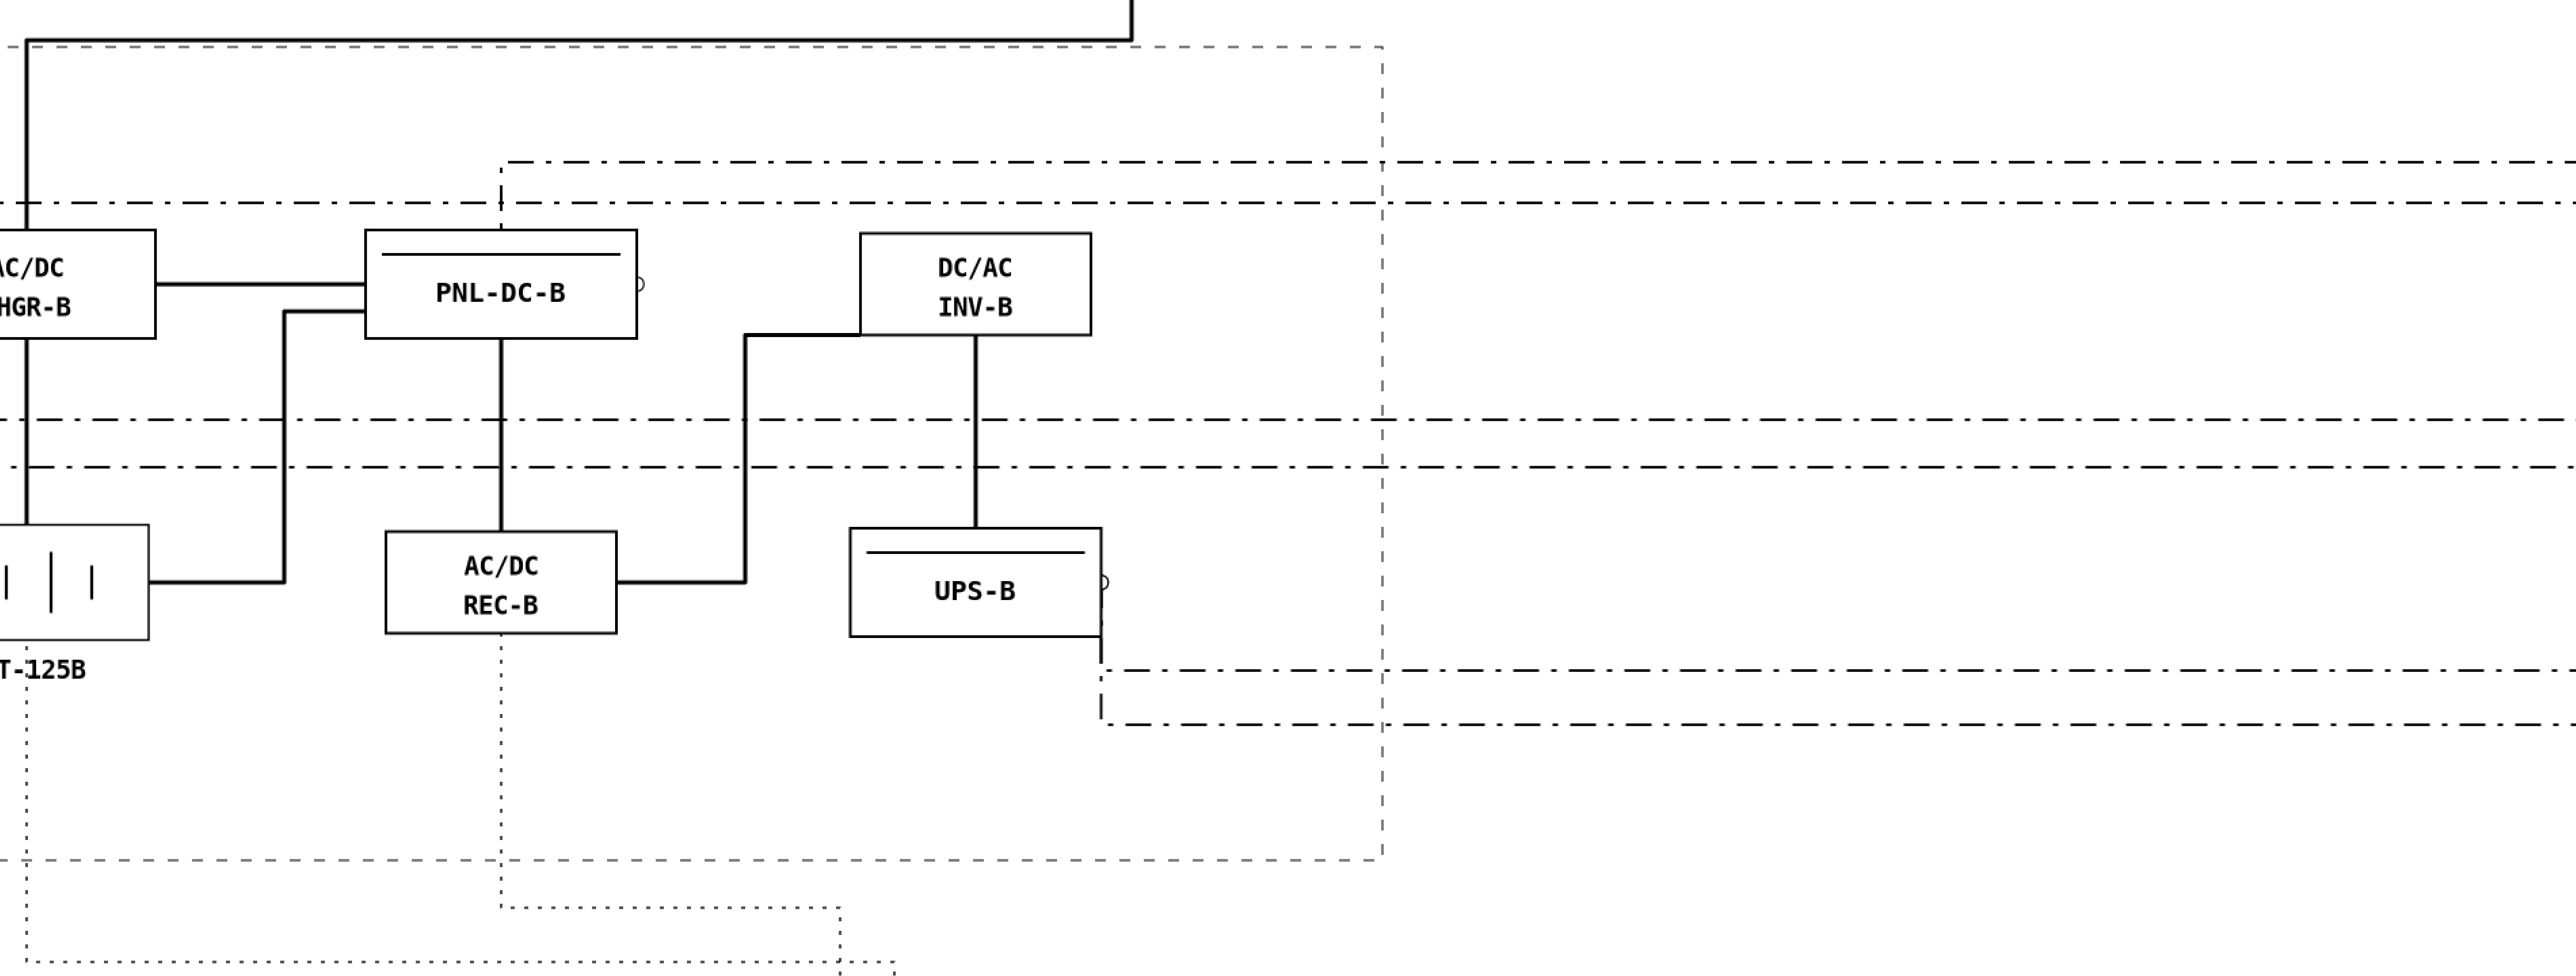 AC/DC
HGR-B
PNL-DC-B
DC/AC
INV-B
AC/DC
REC-B
UPS-B
T-125B